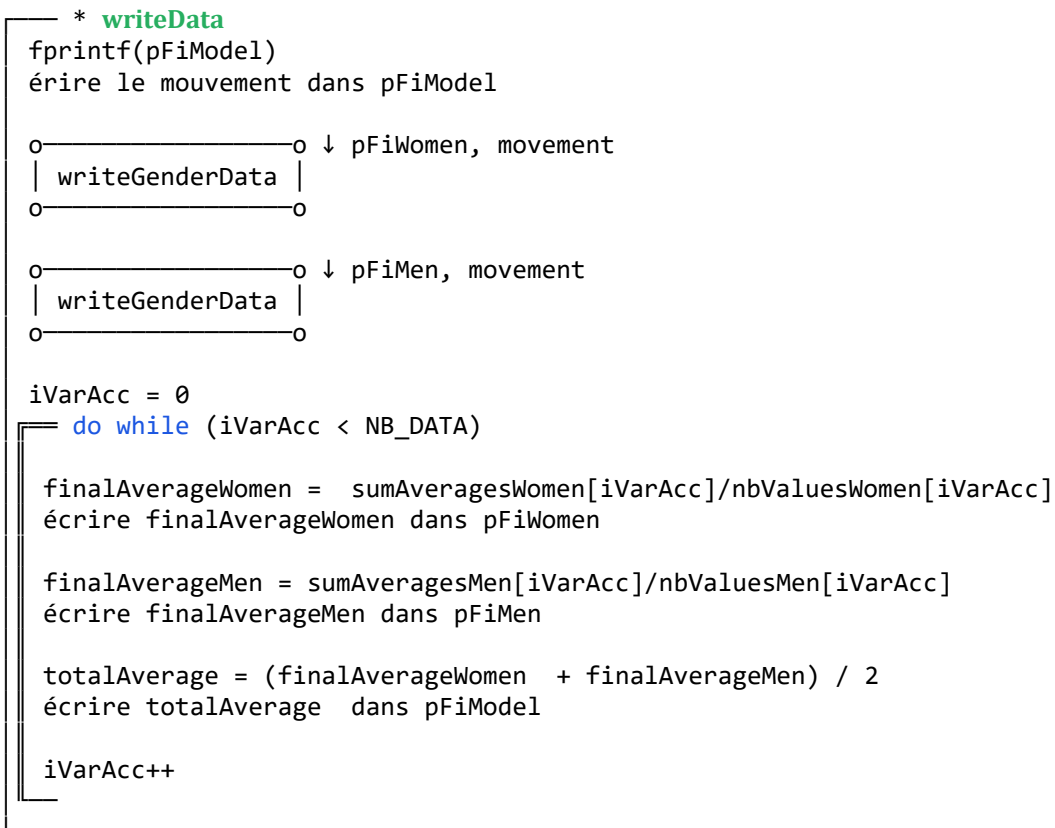 * writeData
fprintf(pFiModel)
érire le mouvement dans pFiModel
o─────────────────o ↓ pFiWomen, movement
│ writeGenderData │
o─────────────────o
o─────────────────o ↓ pFiMen, movement
│ writeGenderData │
o─────────────────o
iVarAcc = 0
do while (iVarAcc < NB_DATA)
finalAverageWomen =  sumAveragesWomen[iVarAcc]/nbValuesWomen[iVarAcc]
écrire finalAverageWomen dans pFiWomen
finalAverageMen = sumAveragesMen[iVarAcc]/nbValuesMen[iVarAcc]
écrire finalAverageMen dans pFiMen
totalAverage = (finalAverageWomen  + finalAverageMen) / 2
écrire totalAverage  dans pFiModel
iVarAcc++